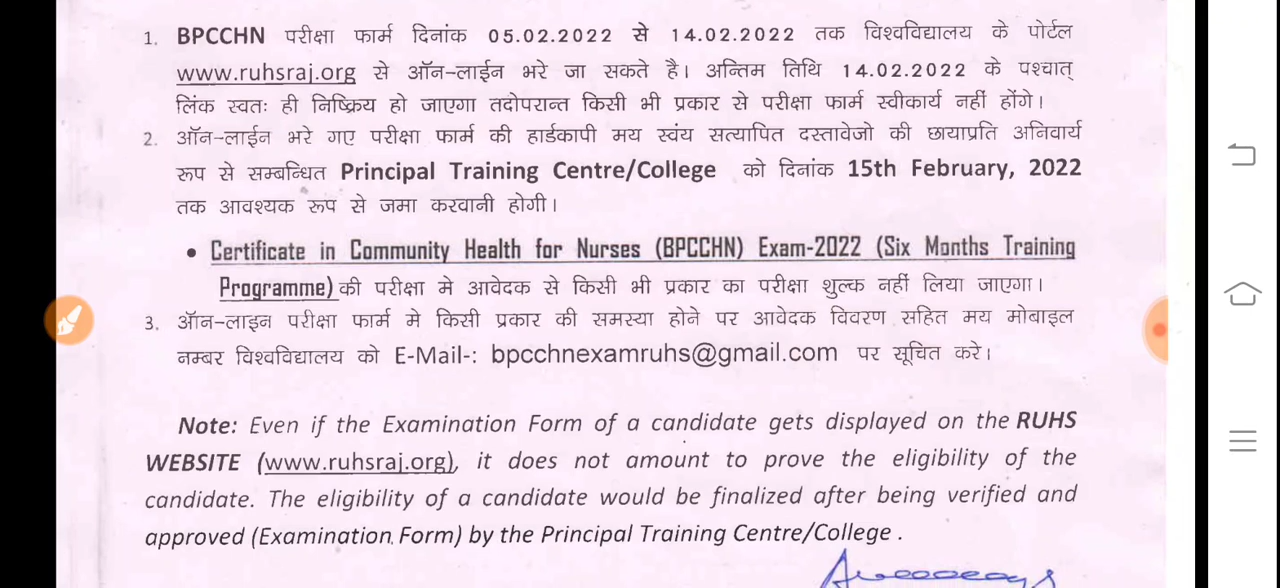 1. BPCCHN परीक्षा फार्म दिनांक 05.02.2022 से 14.02.2022 तक विश्वविद्यालय के पोर्टल
www.ruhsraj.org से ऑन-लाईन भरे जा सकते है। अन्तिम तिथि 14.02.2022 के पश्चात्
लिंक स्वतः ही निष्क्रिय हो जाएगा तदोपरान्त किसी भी प्रकार से परीक्षा फार्म स्वीकार्य नहीं होंगे।
2. ऑन-लाईन भरे गए परीक्षा फार्म की हार्डकापी मय स्वंय सत्यापित दस्तावेजो की छायाप्रति अनिवार्य
रूप से सम्बन्धित Principal Training Centre/College को दिनांक 15th February, 2022
तक आवश्यक रूप से जमा करवानी होगी।
• Certificate in Community Health for Nurses (BPCCHN) Exam-2022 (Six Months Training
Programme) की परीक्षा मे आवेदक से किसी भी प्रकार का परीक्षा शुल्क नहीं लिया जाएगा।
3. ऑन-लाइन परीक्षा फार्म मे किसी प्रकार की समस्या होने पर आवेदक विवरण सहित मय मोबाइल
नम्बर विश्वविद्यालय को E-Mail-: bpcchnexamruhs@gmail.com पर सूचित करे।
Note: Even if the Examination Form of a candidate gets displayed on the RUHS
WEBSITE (www.ruhsraj.org), it does not amount to prove the eligibility of the
candidate. The eligibility of a candidate would be finalized after being verified and
approved (Examination Form) by the Principal Training Centre/College .